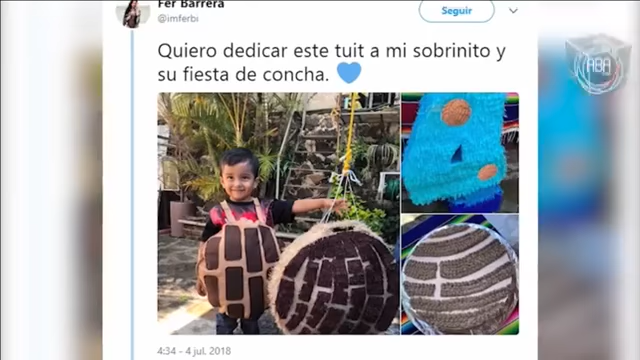 Fer Barrera
@imferbi
Seguir
Quiero dedicar este tuit a mi sobrinito y
su fiesta de concha. 💙
4:34 - 4 jul. 2018
ABA